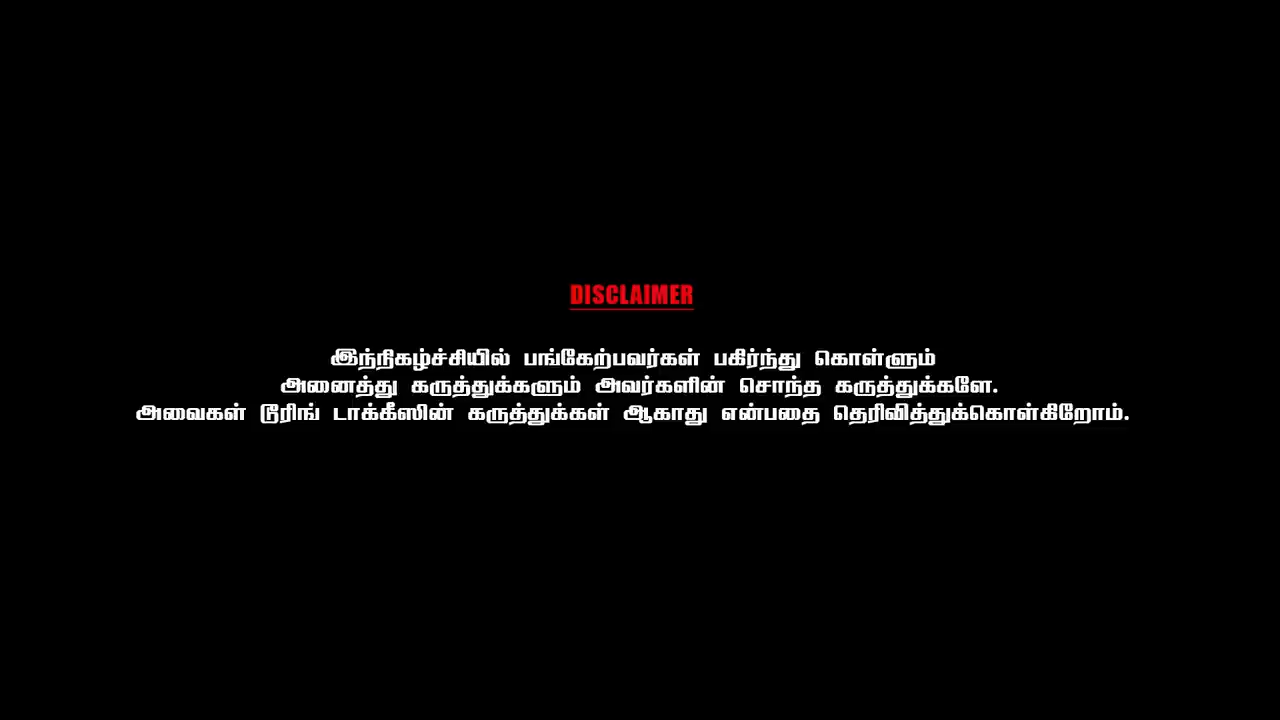 DISCLAIMER
இந்நிகழ்ச்சியில் பங்கேற்பவர்கள் பகிர்ந்து கொள்ளும்
அனைத்து கருத்துக்களும் அவர்களின் சொந்த கருத்துக்களே.
அவைகள் டூரிங் டாக்கீஸின் கருத்துக்கள் ஆகாது என்பதை தெரிவித்துக்கொள்கிறோம்.